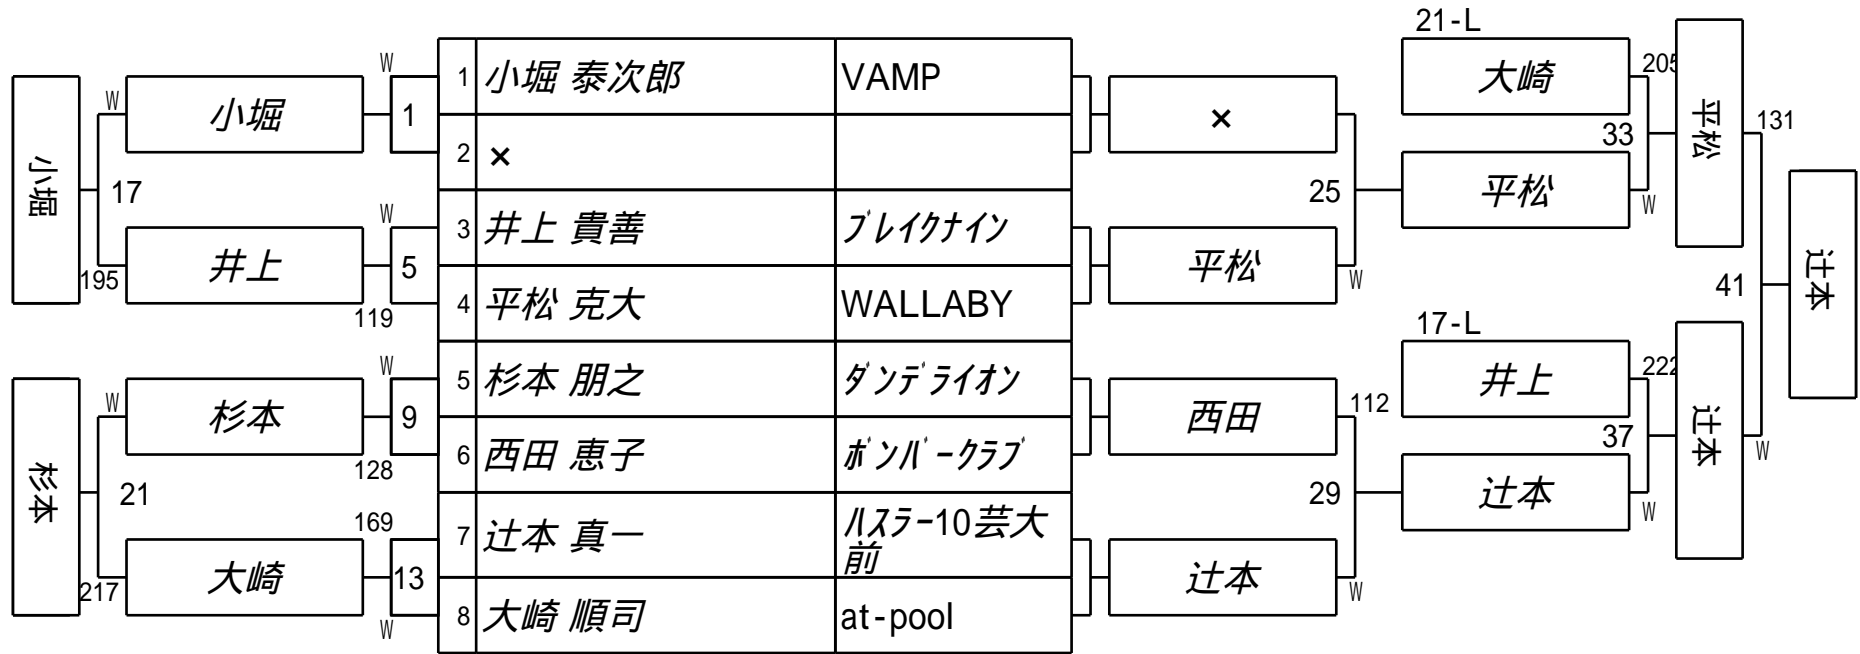 21-L
W
1 小堀 泰次郎 VAMP
大崎
205
W
小堀
1
×
33
平松
131
2 ×
小堀
17
25
平松
W
W
3 井上 貴善 ブレイクナイン
195
井上
5
平松
W
41
辻本
119
4 平松 克大 WALLABY
17-L
W
5 杉本 朋之 ダンデライオン
井上
222
W
杉本
9
西田
112
37
辻本
W
128
6 西田 恵子 ボンバークラブ
杉本
21
29
辻本
W
169
7 辻本 真一 ハスラー10芸大
前
217
大崎
13
辻本
W
W
8 大崎 順司 at-pool